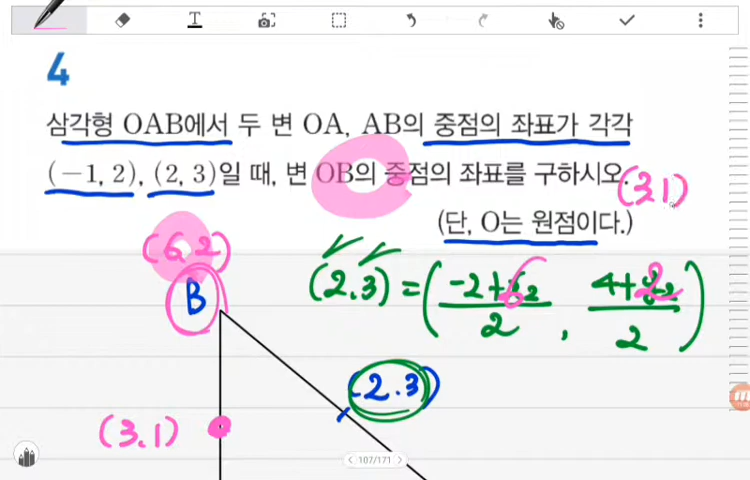 T
4
삼각형 OAB에서 두 변 OA, AB의 중점의 좌표가 각각
(-1, 2), (2, 3)일 때, 변 OB의 중점의 좌표를 구하시오.
(3,1)
(단, O는 원점이다.)
(6, 2)
B
(2.3) = (-2+6/2, 4+2/2)
(2.3)
(3.1)
107/171